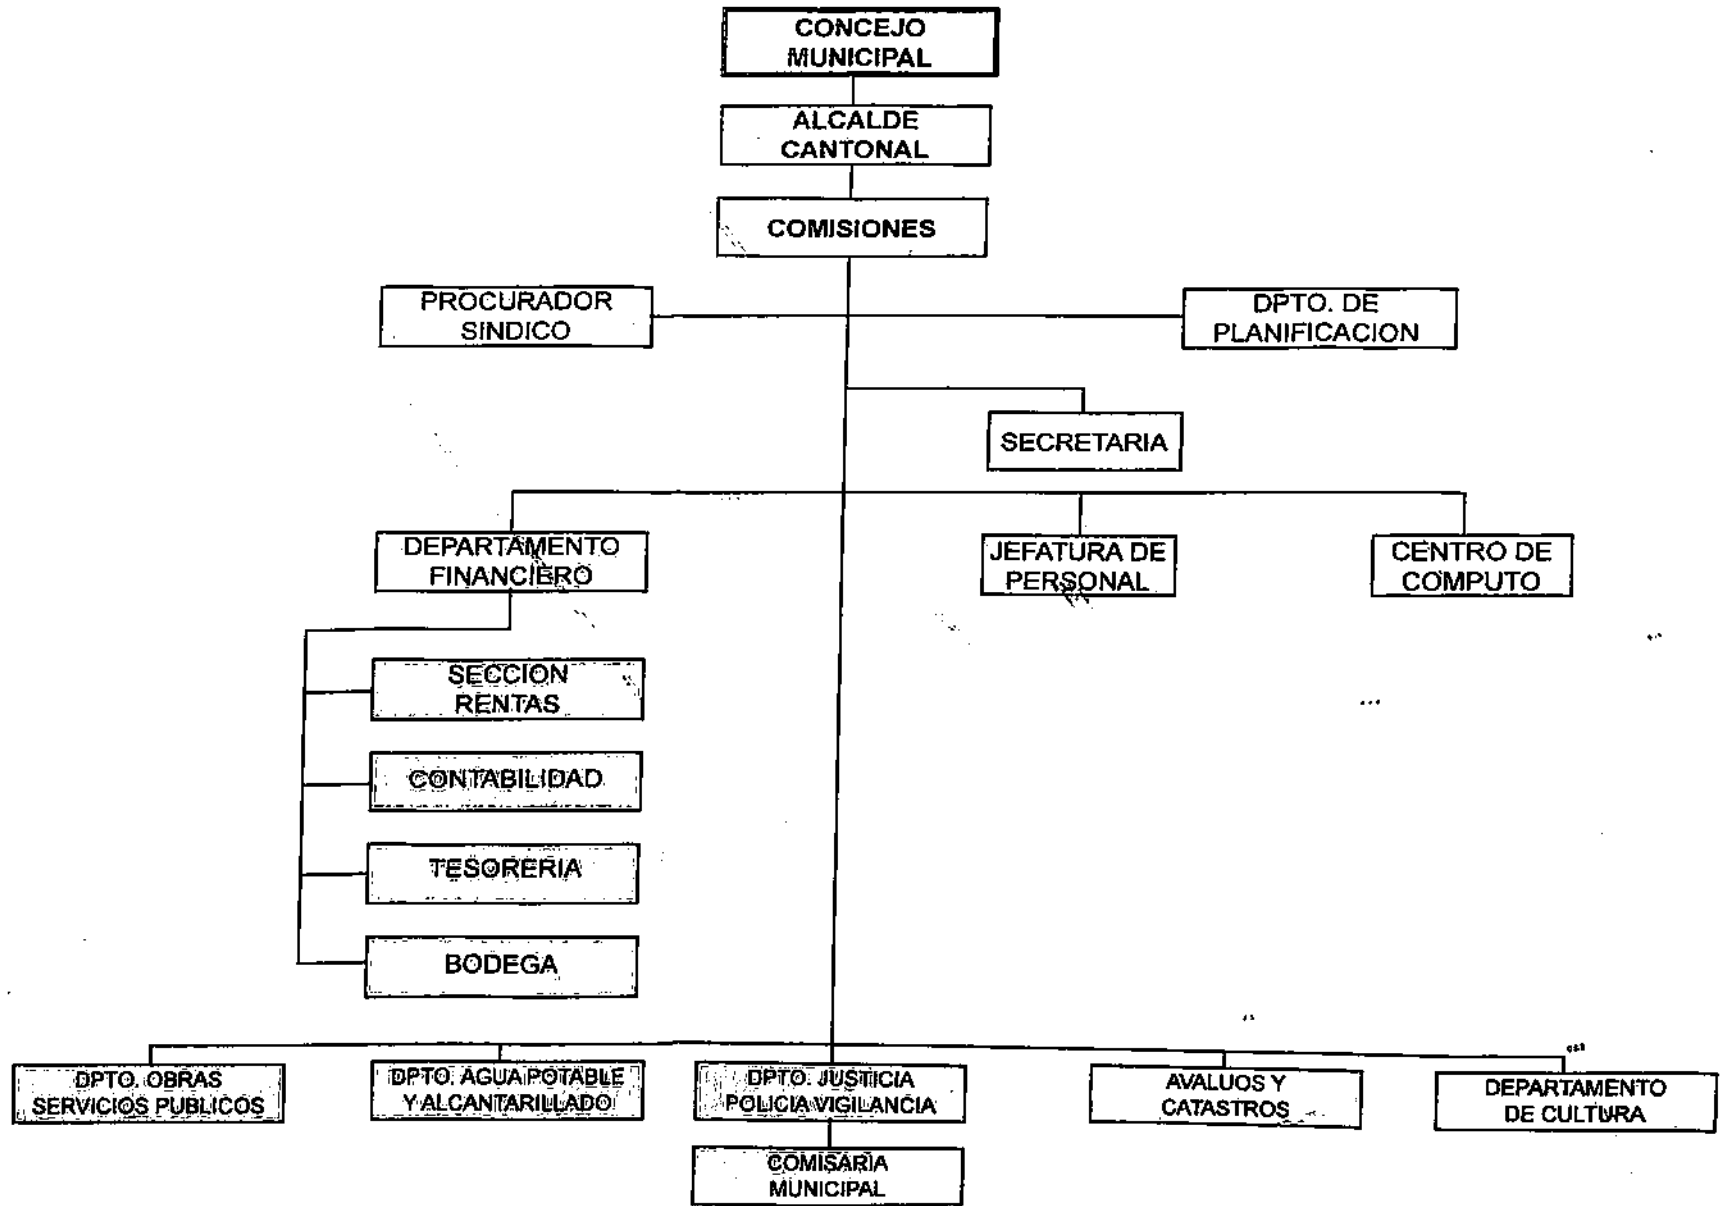 CONCEJO
MUNICIPAL
ALCALDE
CANTONAL
COMISIONES
PROCURADOR
SINDICO
DPTO. DE
PLANIFICACION
SECRETARIA
DEPARTAMENTO
FINANCIERO
JEFATURA DE
PERSONAL
CENTRO DE
COMPUTO
SECCION
RENTAS
CONTABILIDAD
TESORERIA
BODEGA
DPTO. OBRAS
SERVICIOS PUBLICOS
DPTO. AGUA POTABLE
Y ALCANTARILLADO
DPTO. JUSTICIA
POLICIA VIGILANCIA
AVALUOS Y
CATASTROS
DEPARTAMENTO
DE CULTURA
COMISARIA
MUNICIPAL